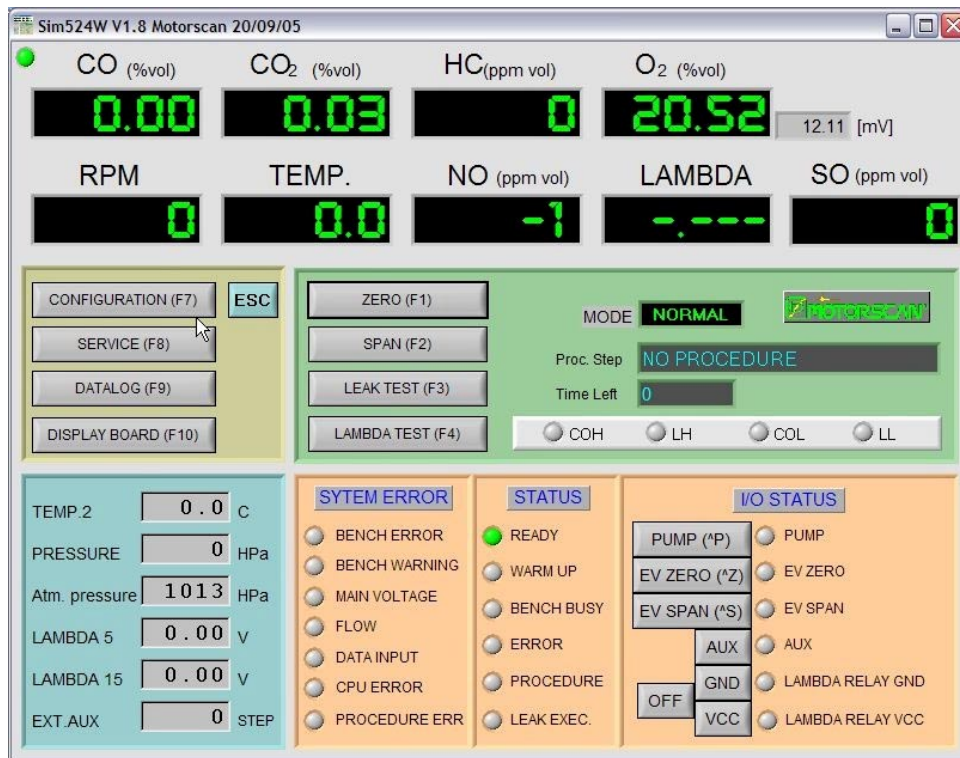 Sim524W V1.8 Motorscan 20/09/05
CO (%vol) CO2 (%vol) HC(ppm vol) O2 (%vol)
0.00 0.03 0 20.52 12.11 [mV]
RPM TEMP. NO (ppm vol) LAMBDA SO (ppm vol)
0 0.0 -1 -.--- 0
CONFIGURATION (F7) ESC
SERVICE (F8)
DATALOG (F9)
DISPLAY BOARD (F10)
ZERO (F1)
SPAN (F2)
LEAK TEST (F3)
LAMBDA TEST (F4)
MODE NORMAL MOTORSCAN
Proc. Step NO PROCEDURE
Time Left 0
COH LH COL LL
TEMP.2 0.0 C
PRESSURE 0 HPa
Atm. pressure 1013 HPa
LAMBDA 5 0.00 V
LAMBDA 15 0.00 V
EXT.AUX 0 STEP
SYTEM ERROR
BENCH ERROR
BENCH WARNING
MAIN VOLTAGE
FLOW
DATA INPUT
CPU ERROR
PROCEDURE ERR
STATUS
READY
WARM UP
BENCH BUSY
ERROR
PROCEDURE
LEAK EXEC.
I/O STATUS
PUMP (^P) PUMP
EV ZERO (^Z) EV ZERO
EV SPAN (^S) EV SPAN
AUX AUX
OFF GND LAMBDA RELAY GND
VCC LAMBDA RELAY VCC